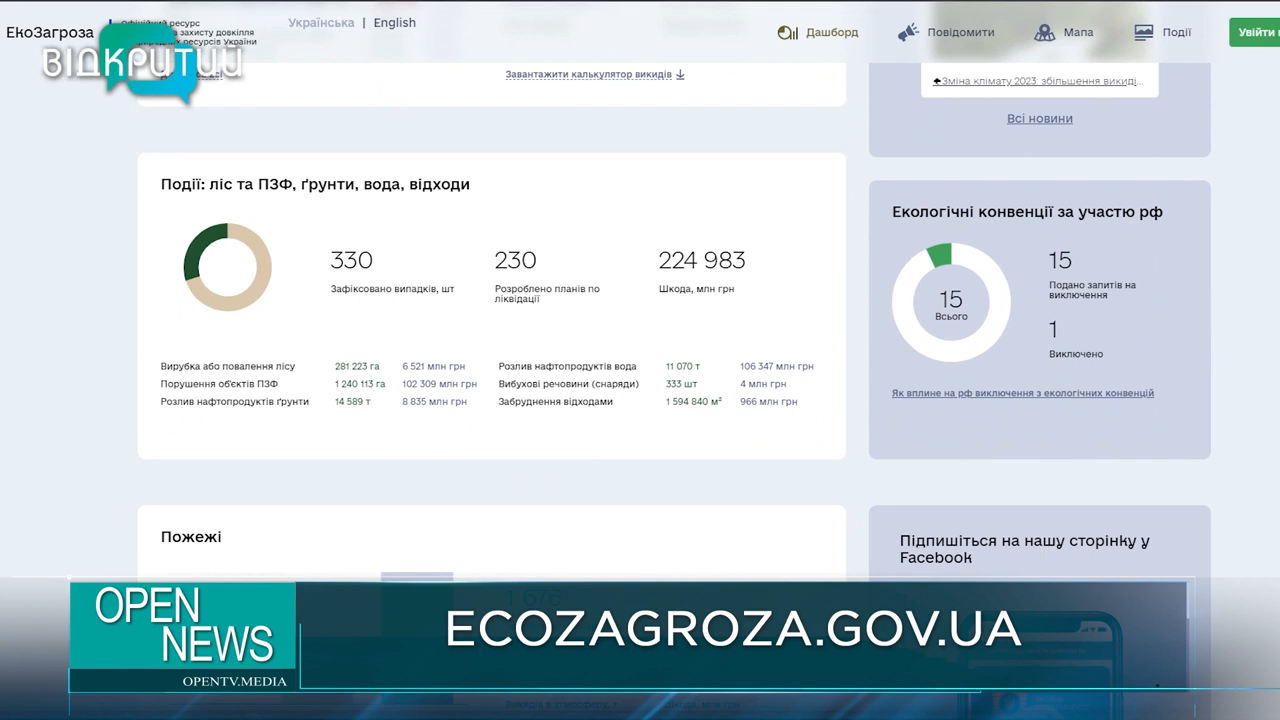 ЕкоЗагроза
Офіційний ресурс
захисту довкілля
ресурсів України
Українська | English
Дашборд
Повідомити
Мапа
Події
Увійти
ВІДКРИТИЙ
Завантажити калькулятор викидів
Зміна клімату 2023: збільшення викиді...
Всі новини
Події: ліс та ПЗФ, ґрунти, вода, відходи
330
Зафіксовано випадків, шт
230
Розроблено планів по
ліквідації
224 983
Шкода, млн грн
Вирубка або повалення лісу 281 223 га 6 521 млн грн
Порушення об'єктів ПЗФ 1 240 113 га 102 309 млн грн
Розлив нафтопродуктів ґрунти 14 589 т 8 835 млн грн
Розлив нафтопродуктів вода 11 070 т 106 347 млн грн
Вибухові речовини (снаряди) 333 шт 4 млн грн
Забруднення відходами 1 594 840 м² 966 млн грн
Екологічні конвенції за участю рф
15
Всього
15
Подано запитів на
виключення
1
Виключено
Як вплине на рф виключення з екологічних конвенцій
Пожежі
Підпишіться на нашу сторінку у
Facebook
OPEN
NEWS
OPENTV.MEDIA
ECOZAGROZA.GOV.UA